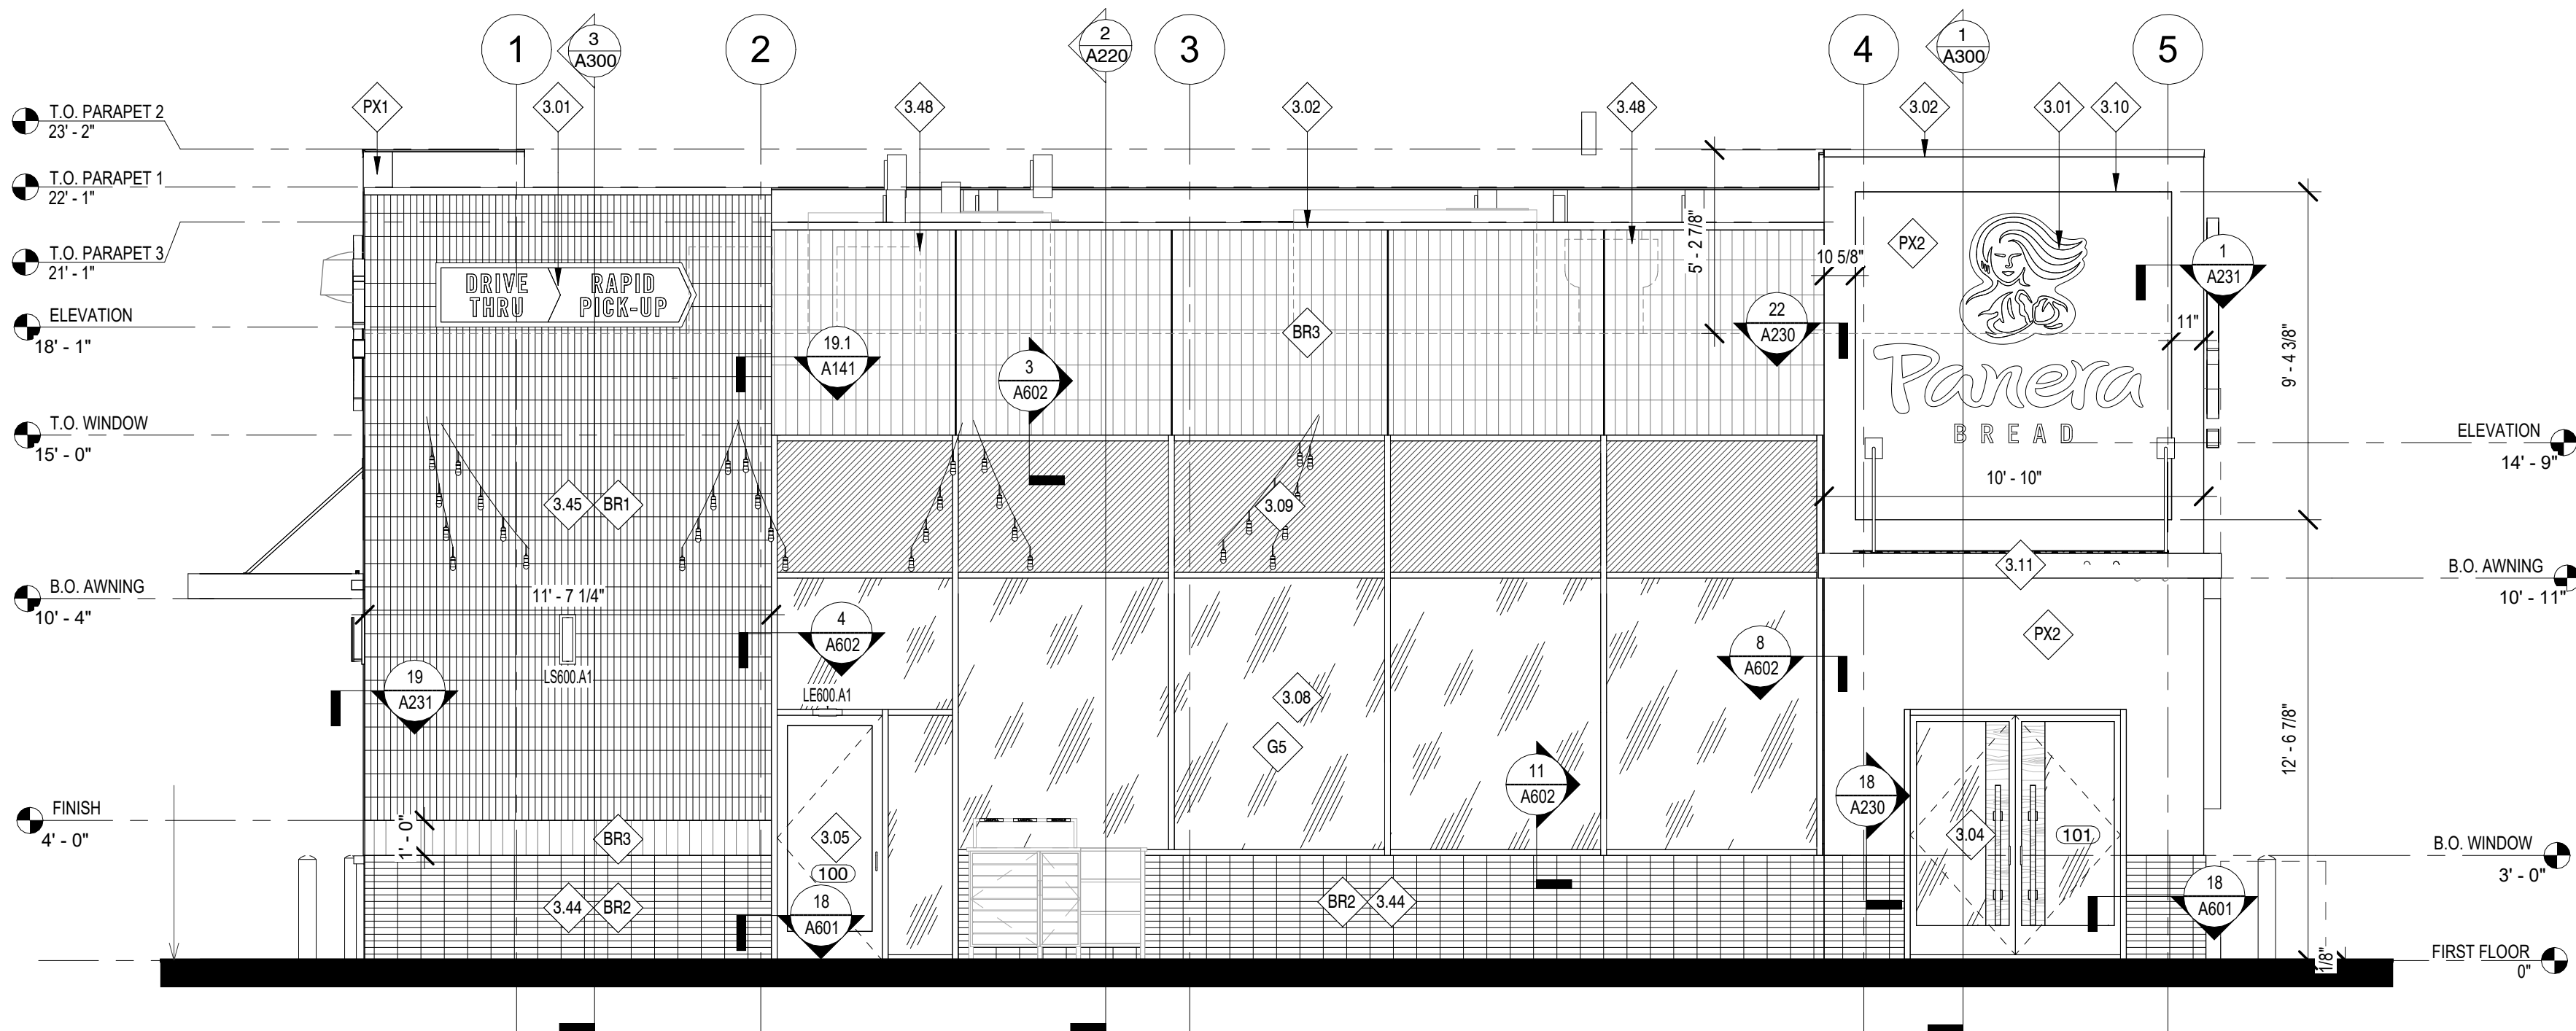 1
3
A300
2
2
A220
3
4
1
A300
5
T.O. PARAPET 2
23' - 2"
PX1
3.01
3.48
3.02
3.48
3.02
3.01
3.10
T.O. PARAPET 1
22' - 1"
T.O. PARAPET 3
21' - 1"
5' - 2 7/8"
10 5/8"
PX2
1
A231
DRIVE THRU
RAPID PICK-UP
ELEVATION
18' - 1"
19.1
A141
3
A602
BR3
22
A230
11"
9' - 4 3/8"
Panera
BREAD
T.O. WINDOW
15' - 0"
ELEVATION
14' - 9"
10' - 10"
3.45
BR1
3.09
3.11
B.O. AWNING
10' - 4"
11' - 7 1/4"
B.O. AWNING
10' - 11"
4
A602
8
A602
PX2
LS600.A1
LE600.A1
19
A231
3.08
G5
11
A602
18
A230
12' - 6 7/8"
FINISH
4' - 0"
1' - 0"
BR3
3.05
100
3.04
101
B.O. WINDOW
3' - 0"
3.44
BR2
18
A601
BR2
3.44
18
A601
1/8"
FIRST FLOOR
0"